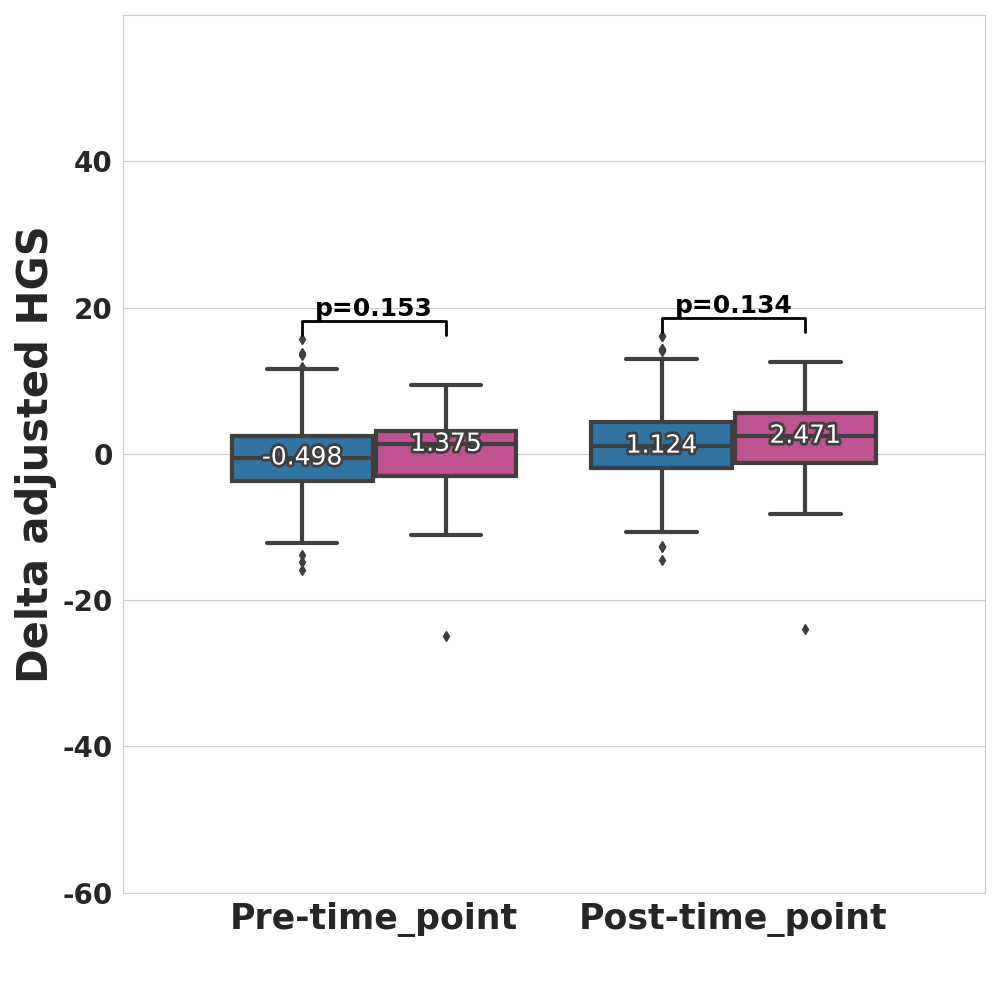 Delta adjusted HGS
40
20
0
-20
-40
-60
p=0.153
p=0.134
-0.498
1.375
1.124
2.471
Pre-time_point
Post-time_point